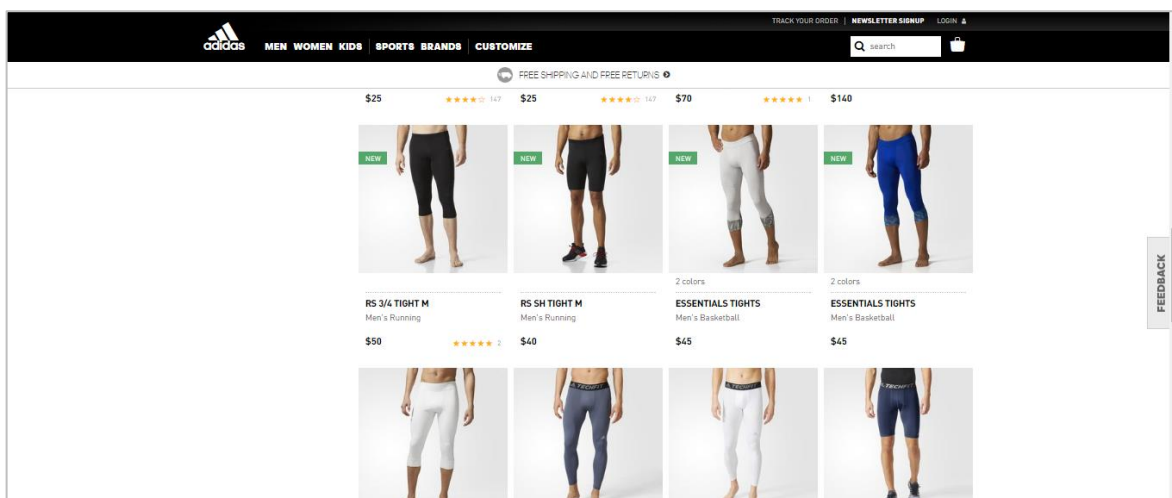 TRACK YOUR ORDER | NEWSLETTER SIGNUP LOGIN
adidas MEN WOMEN KIDS SPORTS BRANDS CUSTOMIZE search
FREE SHIPPING AND FREE RETURNS
$25 147 $25 147 $70 1 $140
NEW NEW NEW NEW
2 colors 2 colors
RS 3/4 TIGHT M RS SH TIGHT M ESSENTIALS TIGHTS ESSENTIALS TIGHTS
Men's Running Men's Running Men's Basketball Men's Basketball
$50 2 $40 $45 $45
FEEDBACK
TECHFIT TECHFIT TECHFIT